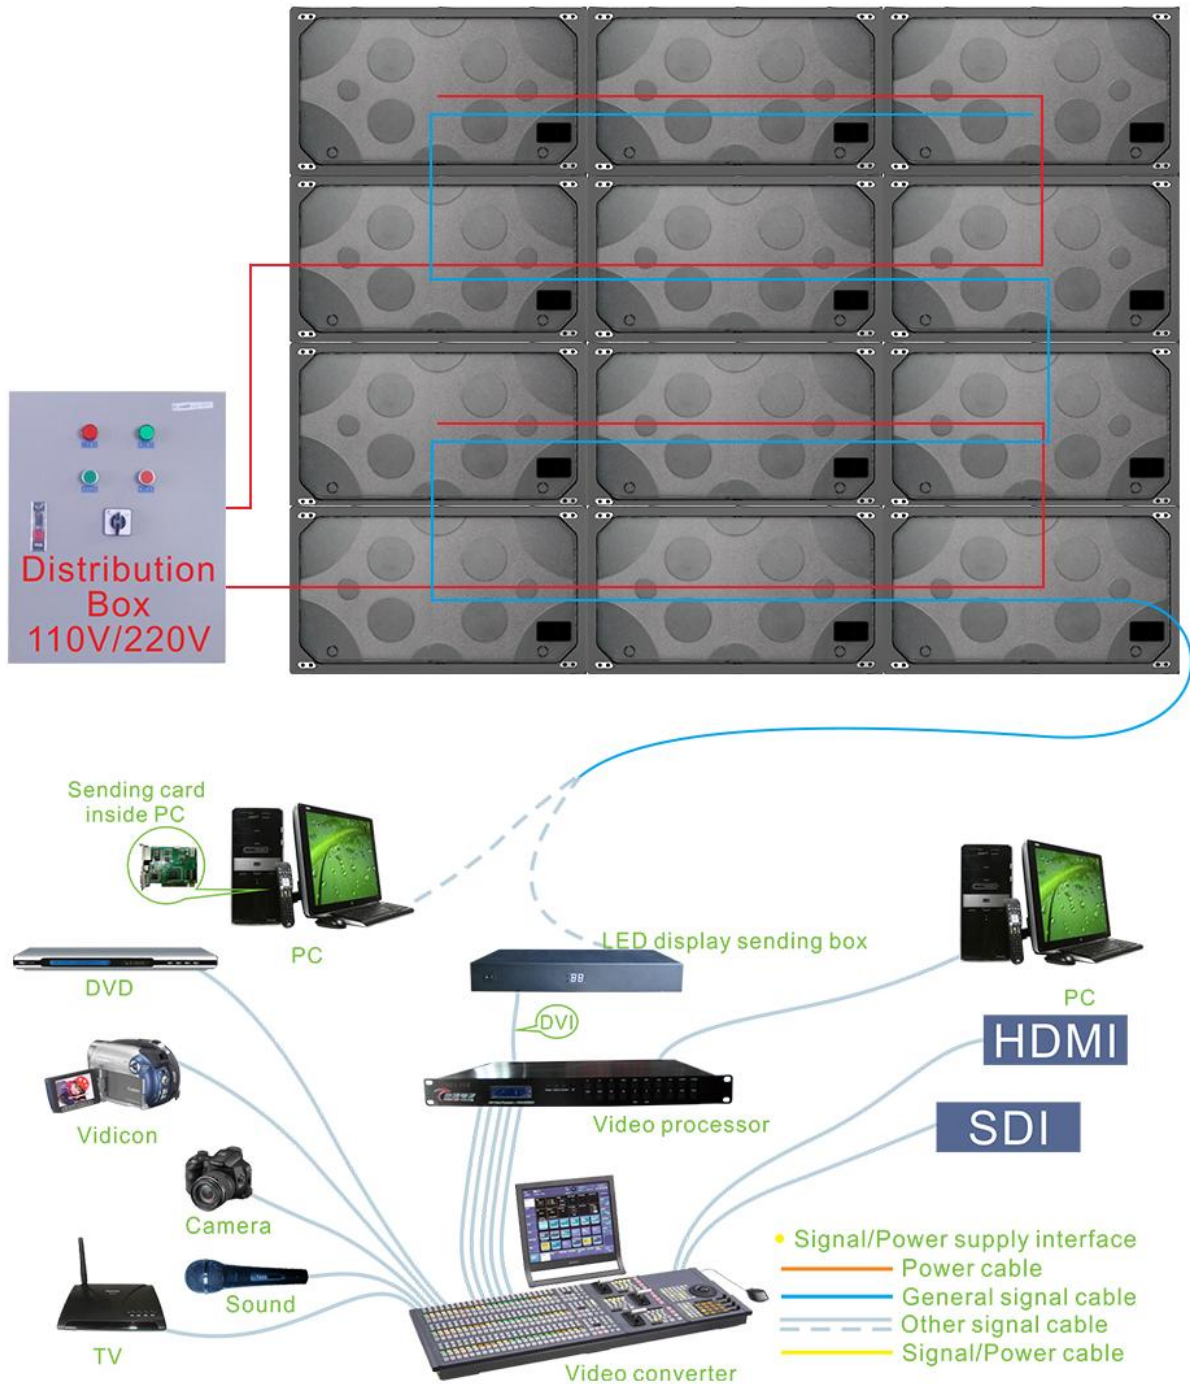 Distribution
Box
110V/220V
Sending card
inside PC
PC
LED display sending box
DVD
DVI
PC
HDMI
Vidicon
Video processor
SDI
Camera
Signal/Power supply interface
Power cable
Sound
General signal cable
Other signal cable
TV
Signal/Power cable
Video converter